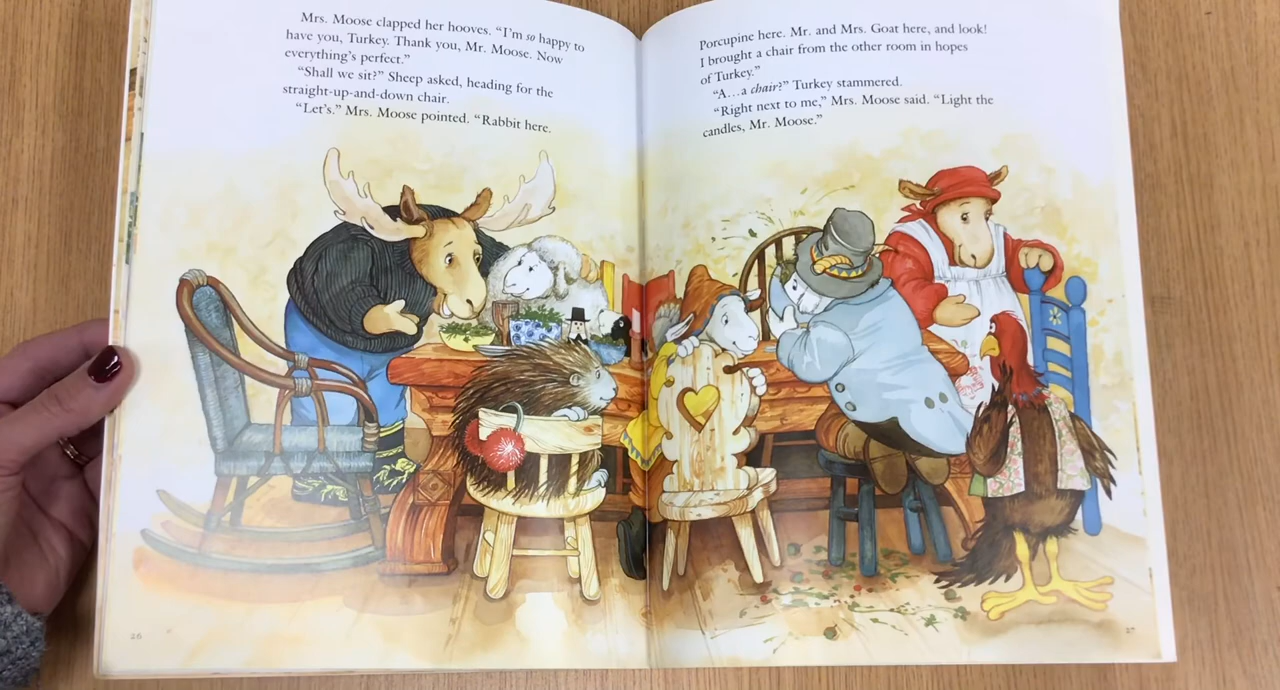 Mrs. Moose clapped her hooves. “I’m so happy to
have you, Turkey. Thank you, Mr. Moose. Now
everything’s perfect.”
“Shall we sit?” Sheep asked, heading for the
straight-up-and-down chair.
“Let’s.” Mrs. Moose pointed. “Rabbit here.
26
Porcupine here. Mr. and Mrs. Goat here, and look!
I brought a chair from the other room in hopes
of Turkey.”
“A…a chair?” Turkey stammered.
“Right next to me,” Mrs. Moose said. “Light the
candles, Mr. Moose.”
27